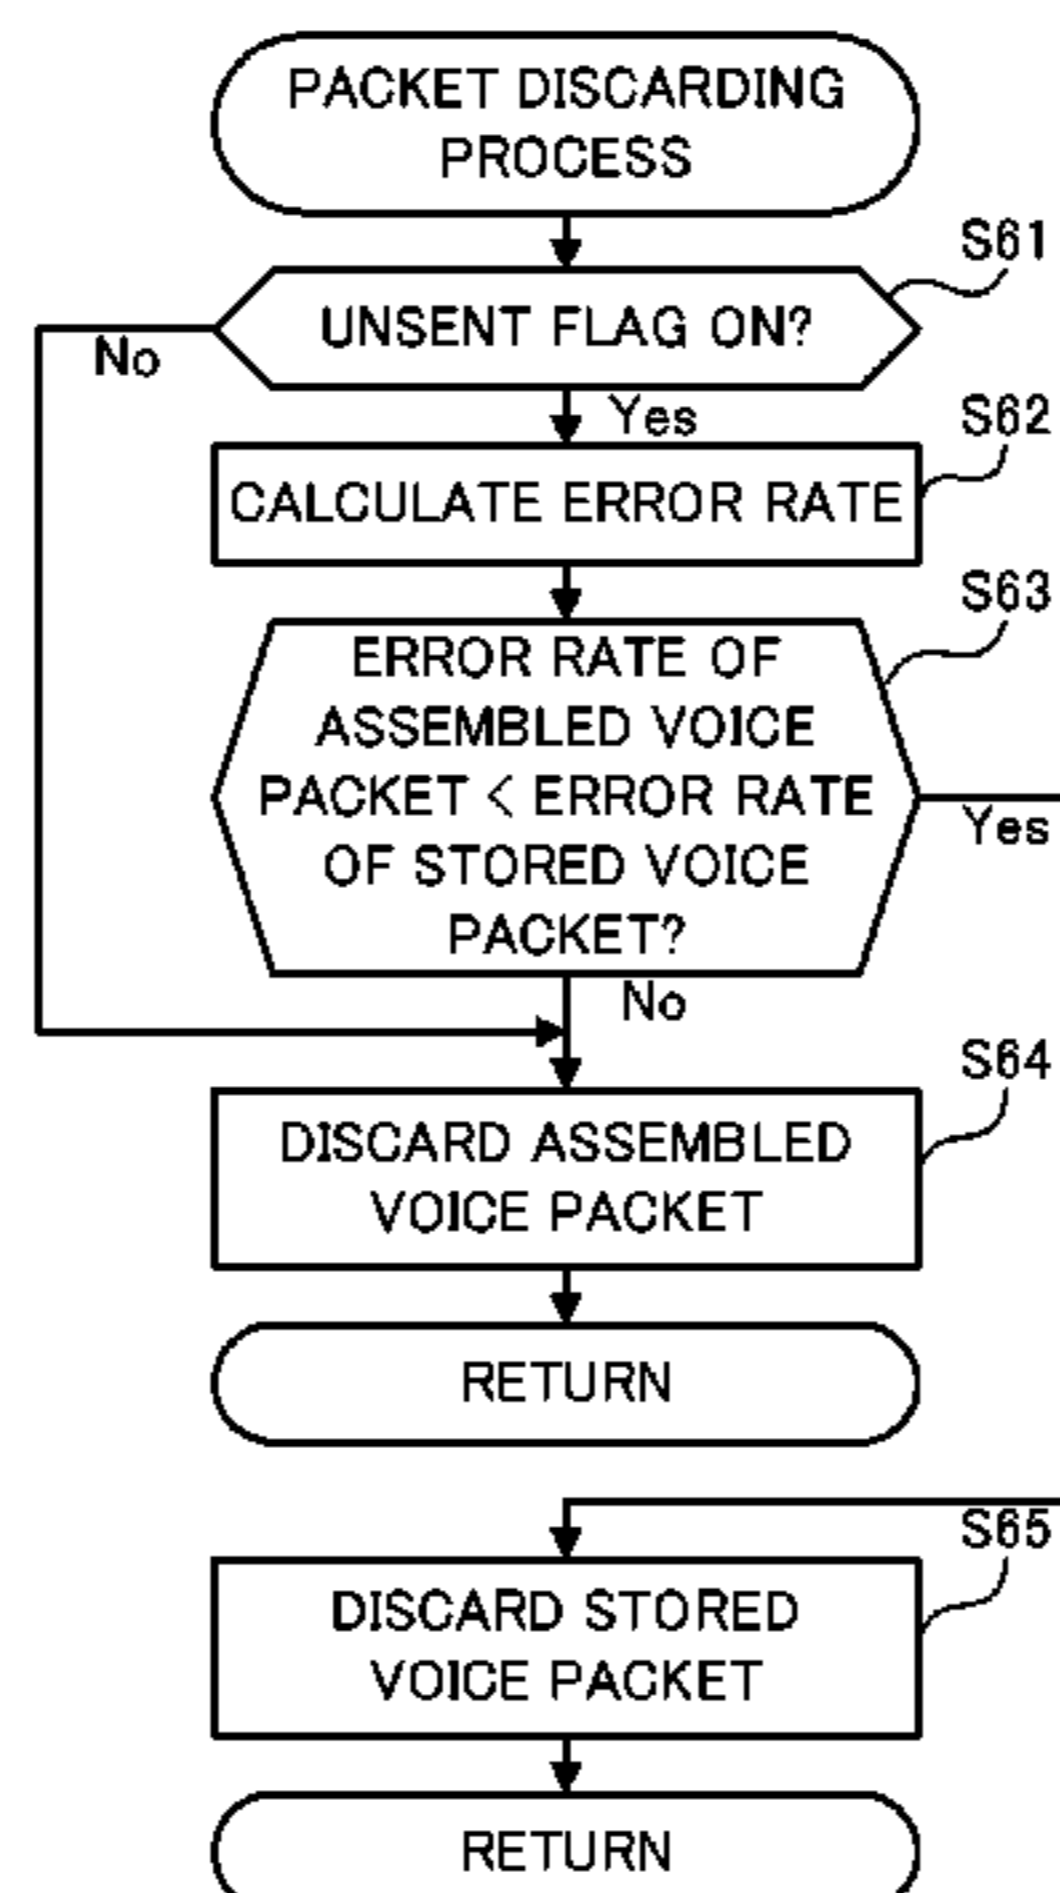 PACKET DISCARDING
PROCESS
S61
UNSENT FLAG ON?
No
Yes
S62
CALCULATE ERROR RATE
S63
ERROR RATE OF
ASSEMBLED VOICE
PACKET < ERROR RATE
OF STORED VOICE
PACKET?
Yes
No
S64
DISCARD ASSEMBLED
VOICE PACKET
RETURN
S65
DISCARD STORED
VOICE PACKET
RETURN